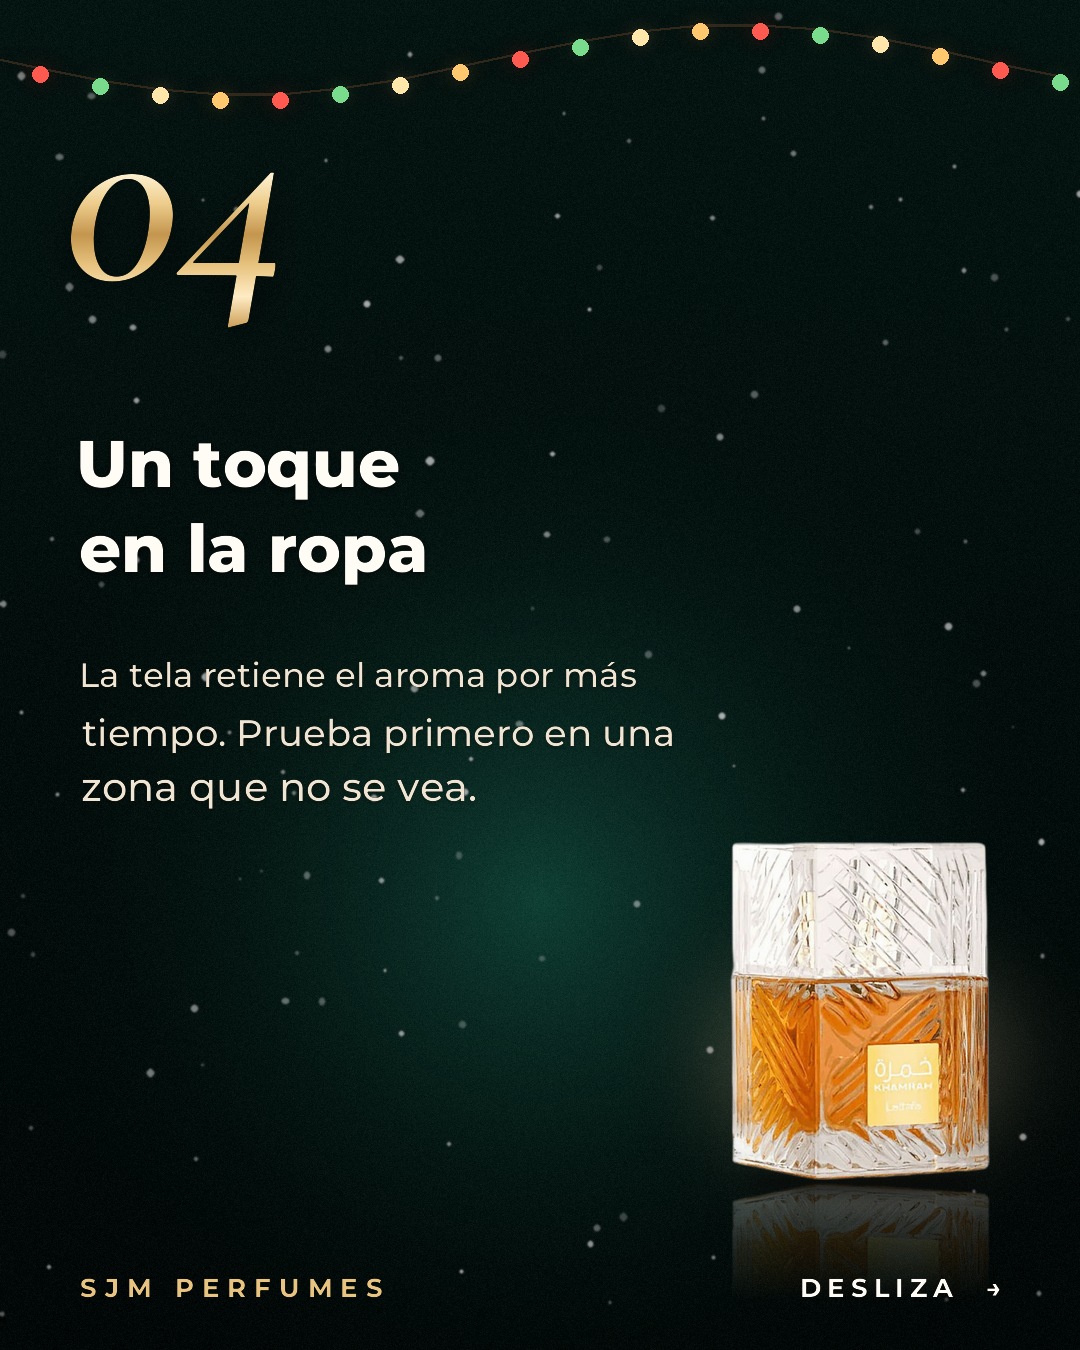 04
Un toque
en la ropa
La tela retiene el aroma por más
tiempo. Prueba primero en una
zona que no se vea.
خمرة
KHAMRAH
Lattafa
SJM PERFUMES
DESLIZA →